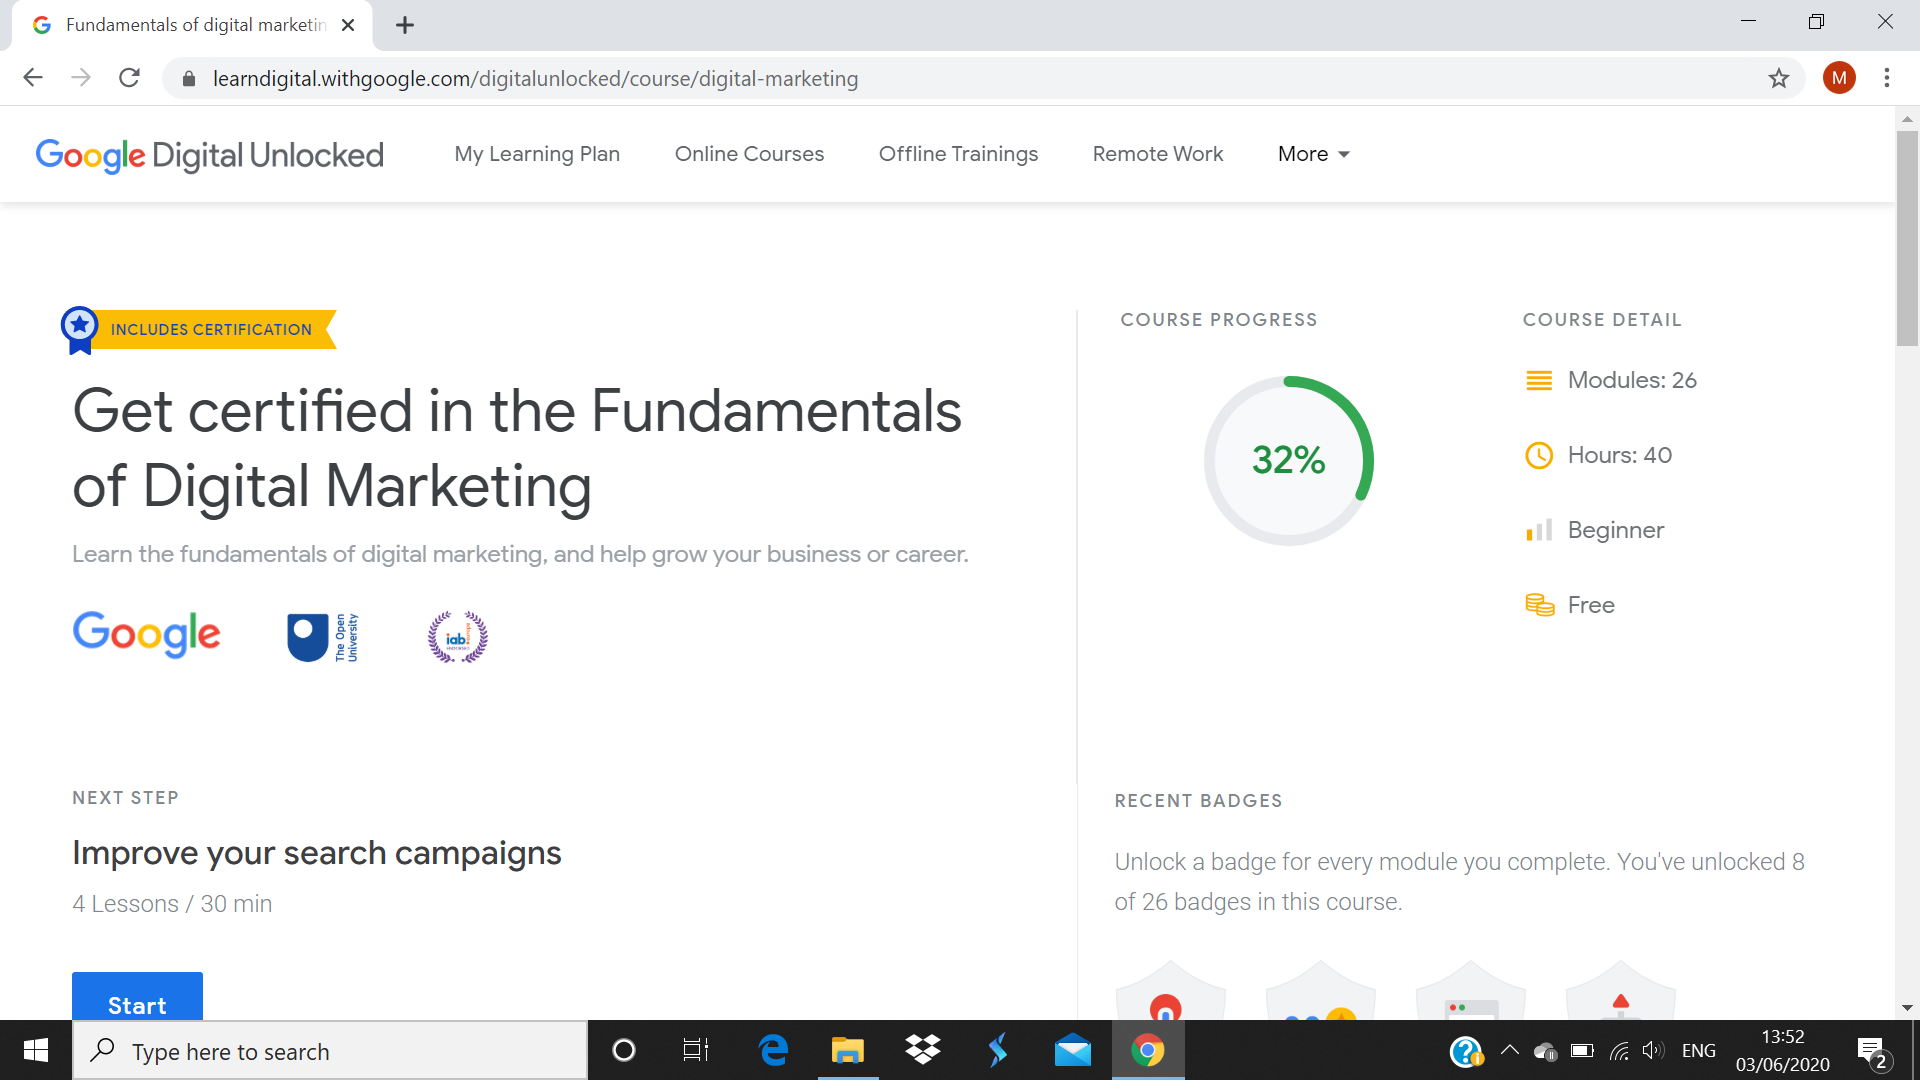 Fundamentals of digital marketin
learndigital.withgoogle.com/digitalunlocked/course/digital-marketing
M
Google Digital Unlocked
My Learning Plan
Online Courses
Offline Trainings
Remote Work
More
INCLUDES CERTIFICATION
Get certified in the Fundamentals
of Digital Marketing
Learn the fundamentals of digital marketing, and help grow your business or career.
Google
The Open
University
iab
europe
COURSE PROGRESS
32%
COURSE DETAIL
Modules: 26
Hours: 40
Beginner
Free
NEXT STEP
Improve your search campaigns
4 Lessons / 30 min
Start
RECENT BADGES
Unlock a badge for every module you complete. You've unlocked 8
of 26 badges in this course.
Type here to search
ENG
13:52
03/06/2020
2